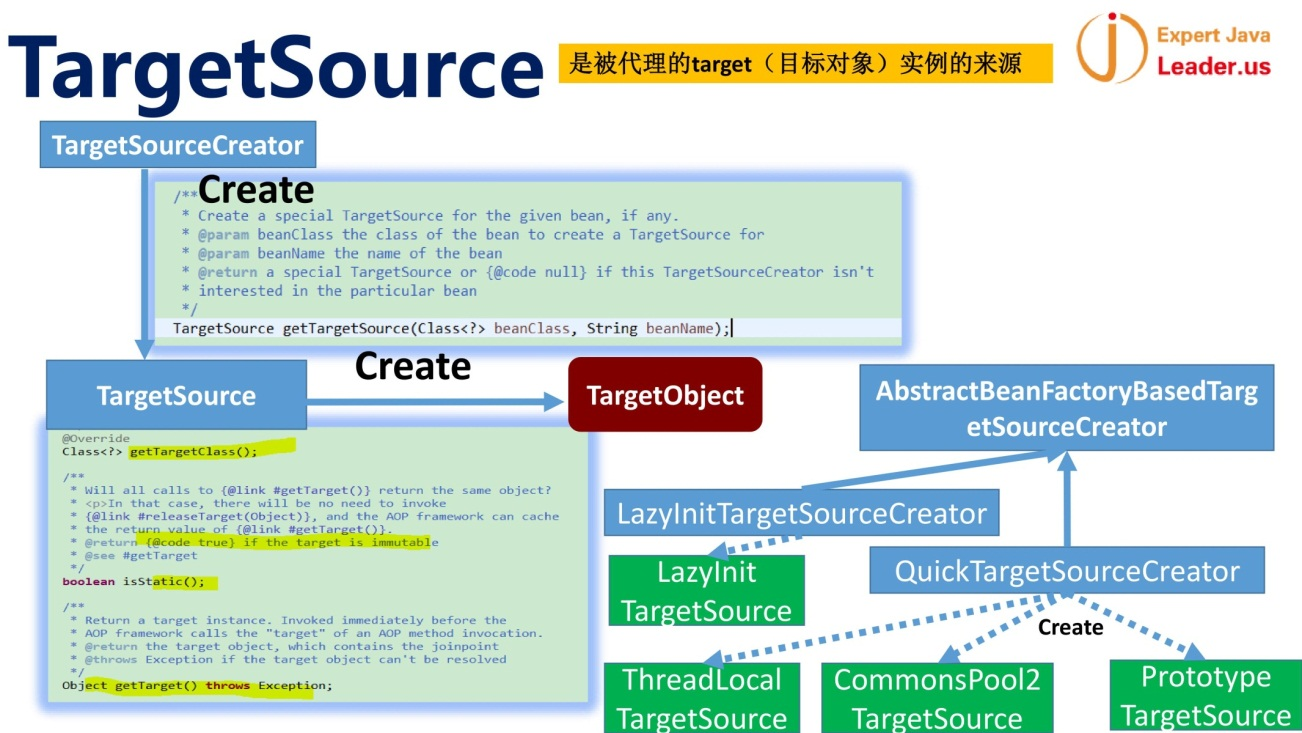 TargetSource
是被代理的target（目标对象）实例的来源
Expert Java
Leader.us
TargetSourceCreator
Create
/**
* Create a special TargetSource for the given bean, if any.
* @param beanClass the class of the bean to create a TargetSource for
* @param beanName the name of the bean
* @return a special TargetSource or {@code null} if this TargetSourceCreator isn't
* interested in the particular bean
*/
TargetSource getTargetSource(Class<?> beanClass, String beanName);
TargetSource
Create
TargetObject
@Override
Class<?> getTargetClass();
/**
* Will all calls to {@link #getTarget()} return the same object?
* <p>In that case, there will be no need to invoke
* {@link #releaseTarget(Object)}, and the AOP framework can cache
* the return value of {@link #getTarget()}.
* @return {@code true} if the target is immutable
* @see #getTarget
*/
boolean isStatic();
/**
* Return a target instance. Invoked immediately before the
* AOP framework calls the "target" of an AOP method invocation.
* @return the target object, which contains the joinpoint
* @throws Exception if the target object can't be resolved
*/
Object getTarget() throws Exception;
AbstractBeanFactoryBasedTarg
etSourceCreator
LazyInitTargetSourceCreator
LazyInit
TargetSource
QuickTargetSourceCreator
Create
ThreadLocal
TargetSource
CommonsPool2
TargetSource
Prototype
TargetSource